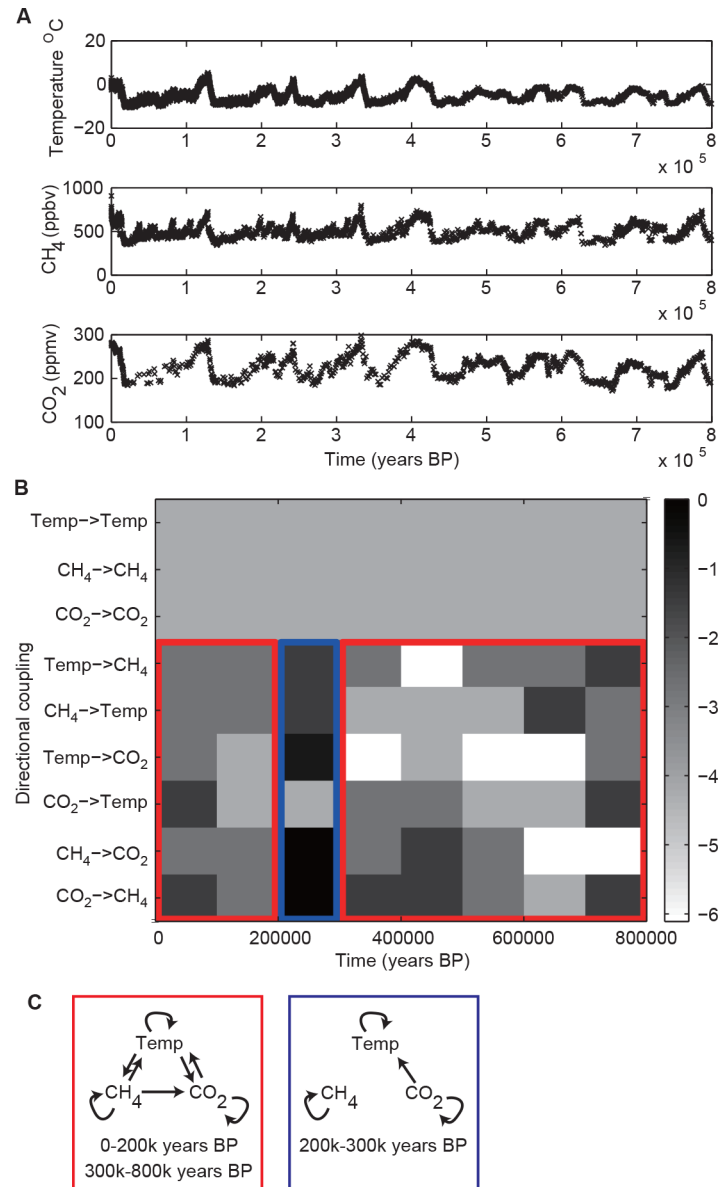 A
Temperature °C
20
0
−20
0 1 2 3 4 5 6 7 8
x 10 5
CH4 (ppbv)
1000
500
0
0 1 2 3 4 5 6 7 8
x 10 5
CO2 (ppmv)
300
200
100
0 1 2 3 4 5 6 7 8
Time (years BP)
x 10 5
B
Directional coupling
Temp−>Temp
CH4−>CH4
CO2−>CO2
Temp−>CH4
CH4−>Temp
Temp−>CO2
CO2−>Temp
CH4−>CO2
CO2−>CH4
0 200000 400000 600000 800000
Time (years BP)
0
−1
−2
−3
−4
−5
−6
C
Temp
CH4 CO2
0-200k years BP
300k-800k years BP
Temp
CH4 CO2
200k-300k years BP